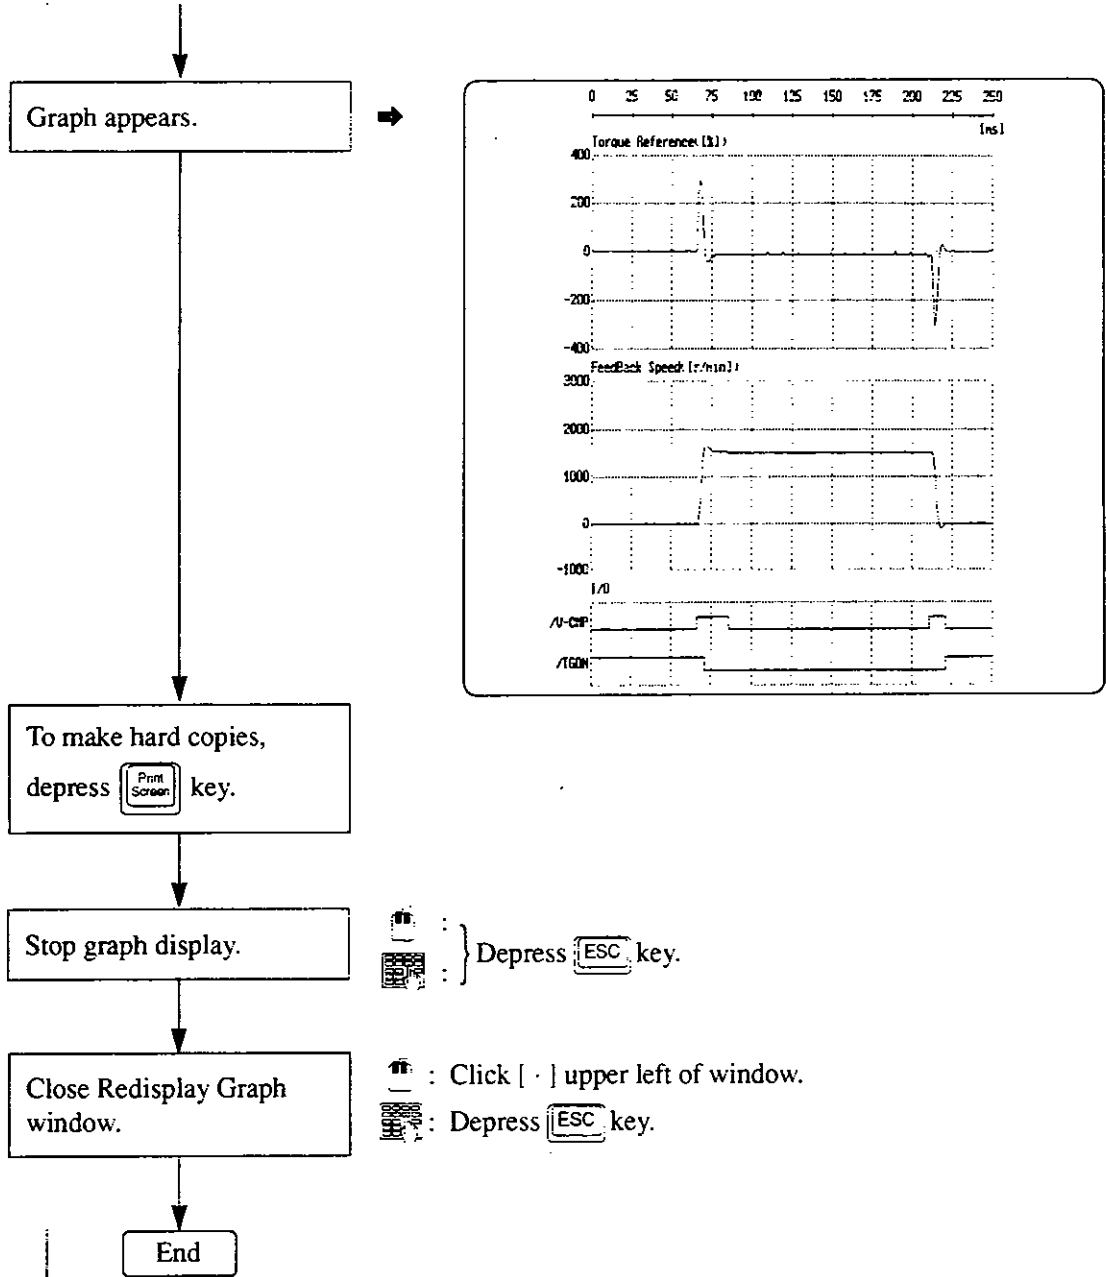 Graph appears.
0 25 50 75 100 125 150 175 200 225 250
[ms]
Torque Reference([%])
400
200
0
-200
-400
FeedBack Speed([r/min])
3000
2000
1000
0
-1000
I/O
/V-CMP
/TGON
To make hard copies,
depress Print Screen key.
Stop graph display.
:
: } Depress ESC key.
Close Redisplay Graph
window.
: Click [ · ] upper left of window.
: Depress ESC key.
End